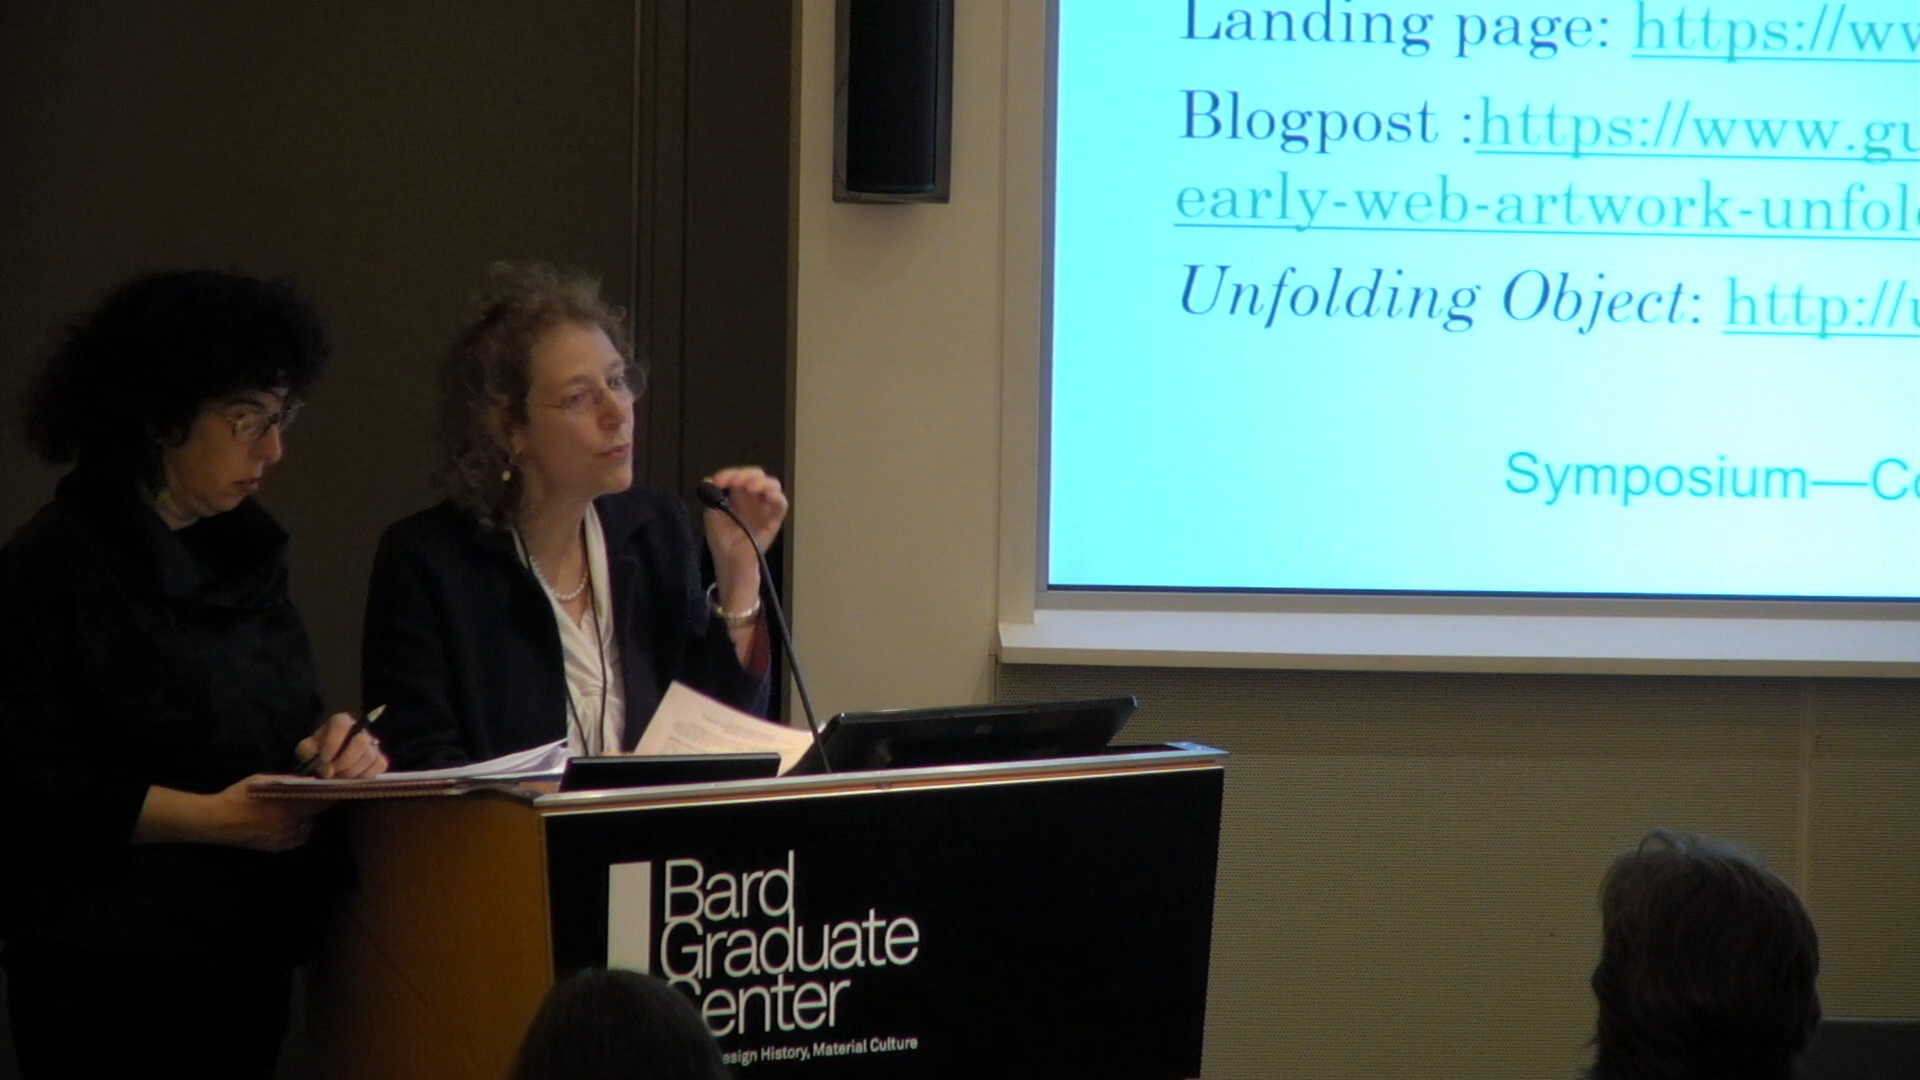 Landing page: https://ww
Blogpost :https://www.gu
early-web-artwork-unfol
Unfolding Object: http://u
Symposium—Co
Bard
Graduate
Center
esign History, Material Culture